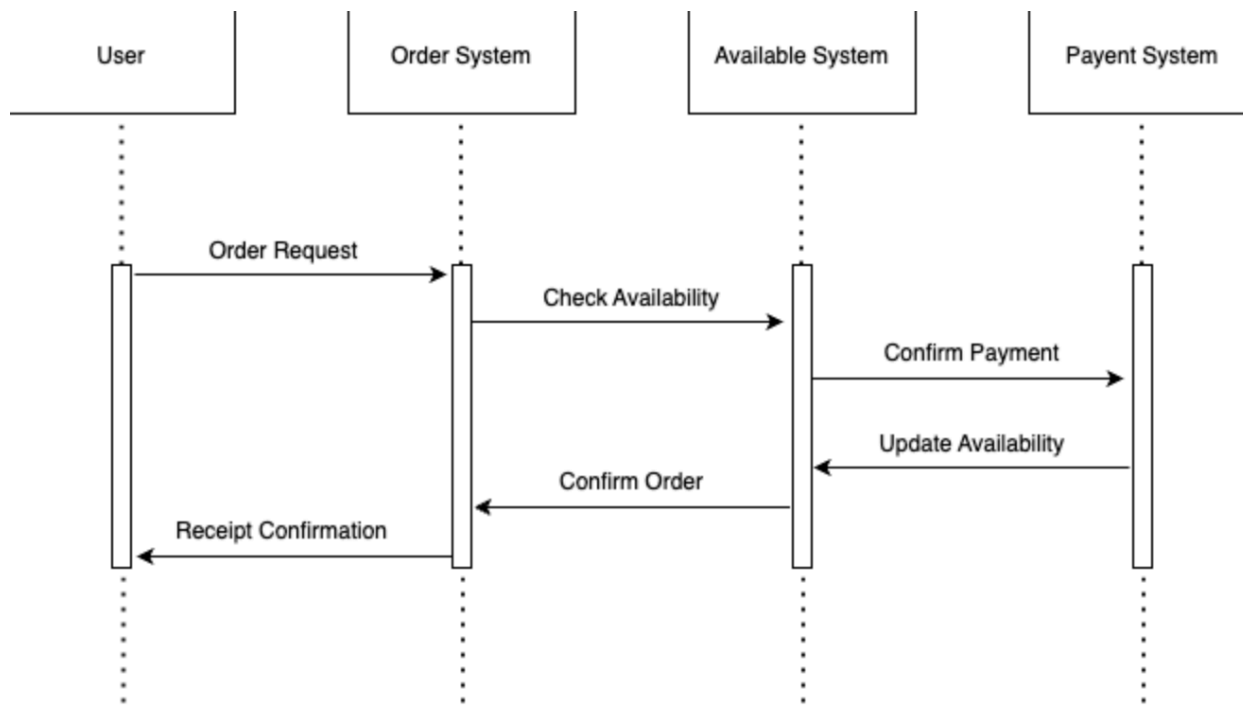 User
Order System
Available System
Payent System
Order Request
Check Availability
Confirm Payment
Update Availability
Confirm Order
Receipt Confirmation